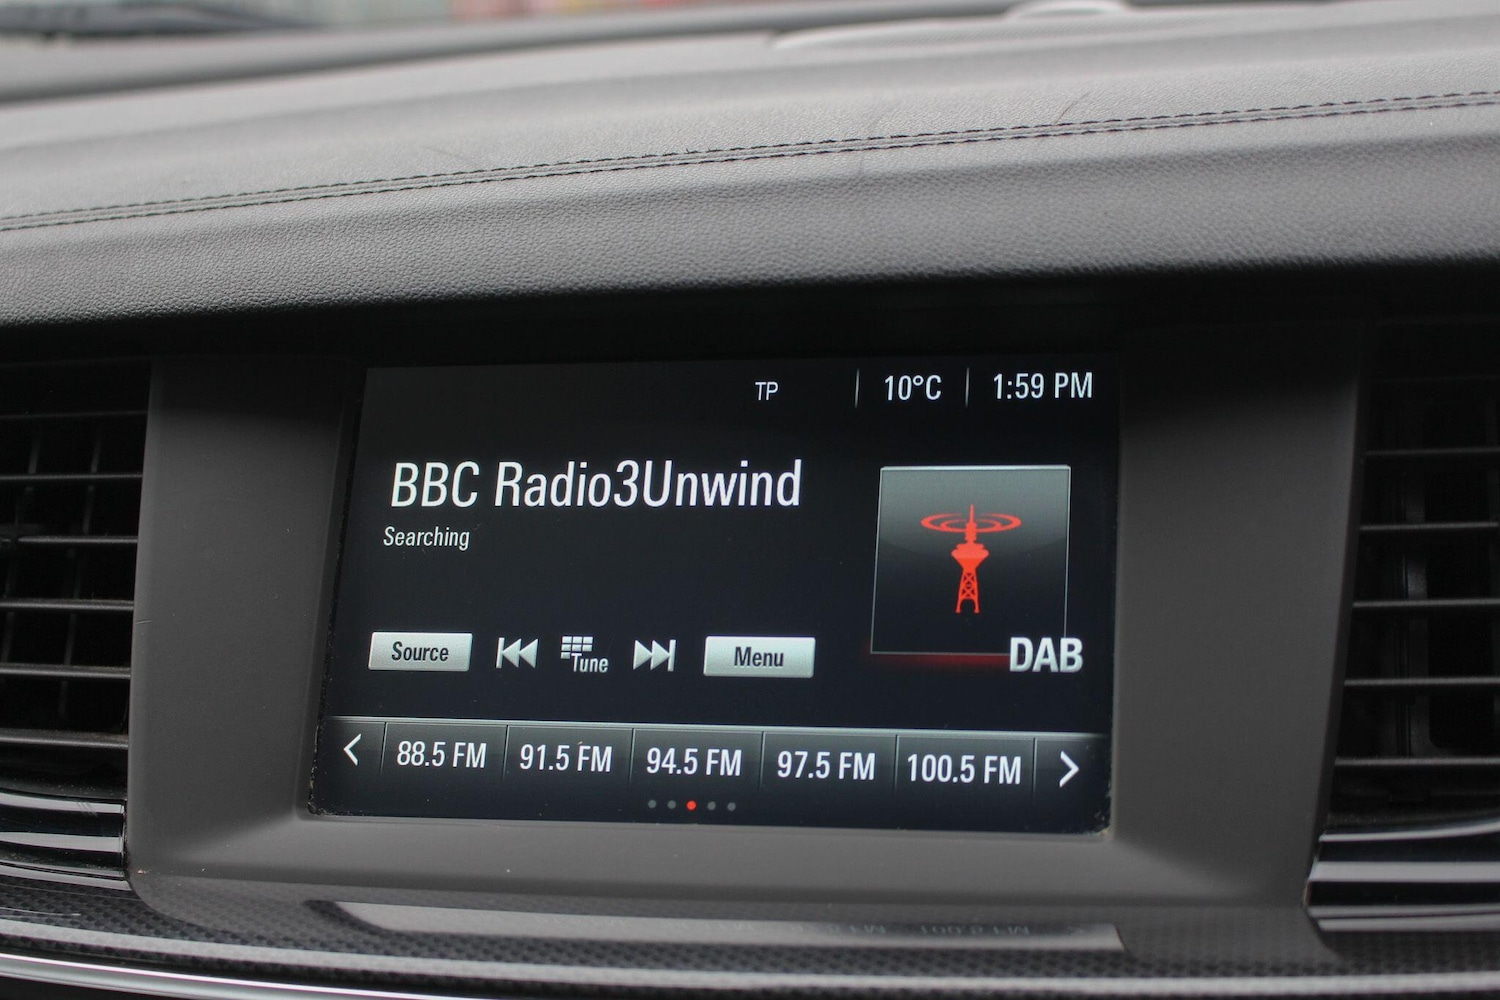 TP 10°C 1:59 PM
BBC Radio3Unwind
Searching
DAB
Source Tune Menu
88.5 FM 91.5 FM 94.5 FM 97.5 FM 100.5 FM